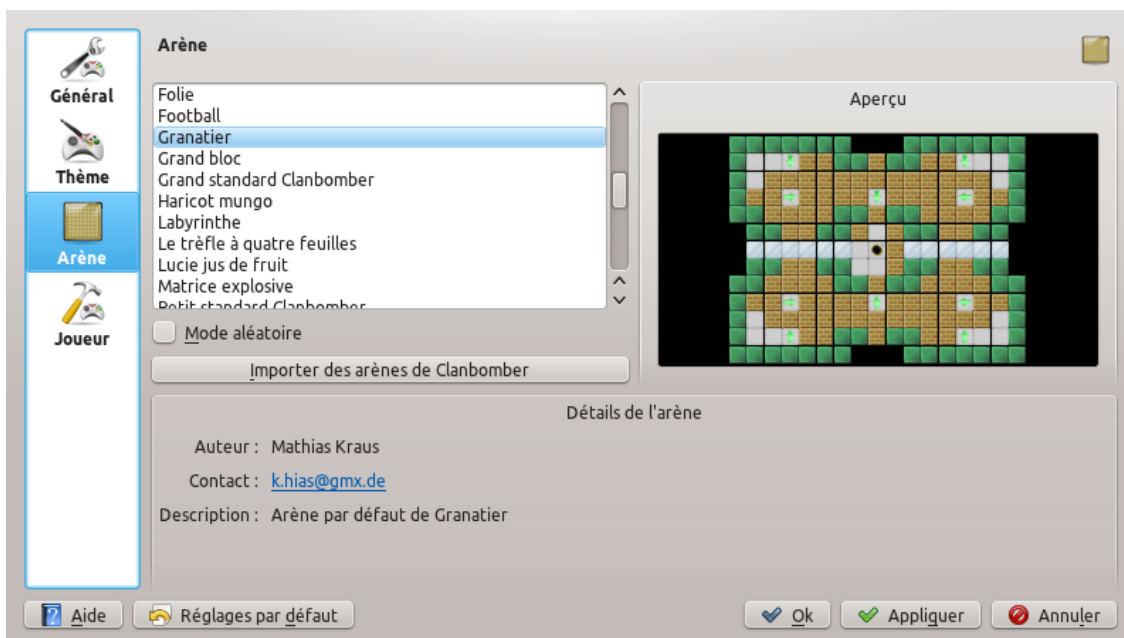 Général
Thème
Arène
Joueur
Arène
Folie
Football
Granatier
Grand bloc
Grand standard Clanbomber
Haricot mungo
Labyrinthe
Le trèfle à quatre feuilles
Lucie jus de fruit
Matrice explosive
Petit standard Clanbomber
Mode aléatoire
Importer des arènes de Clanbomber
Aperçu
Détails de l'arène
Auteur : Mathias Kraus
Contact : k.hias@gmx.de
Description : Arène par défaut de Granatier
Aide
Réglages par défaut
Ok
Appliquer
Annuler